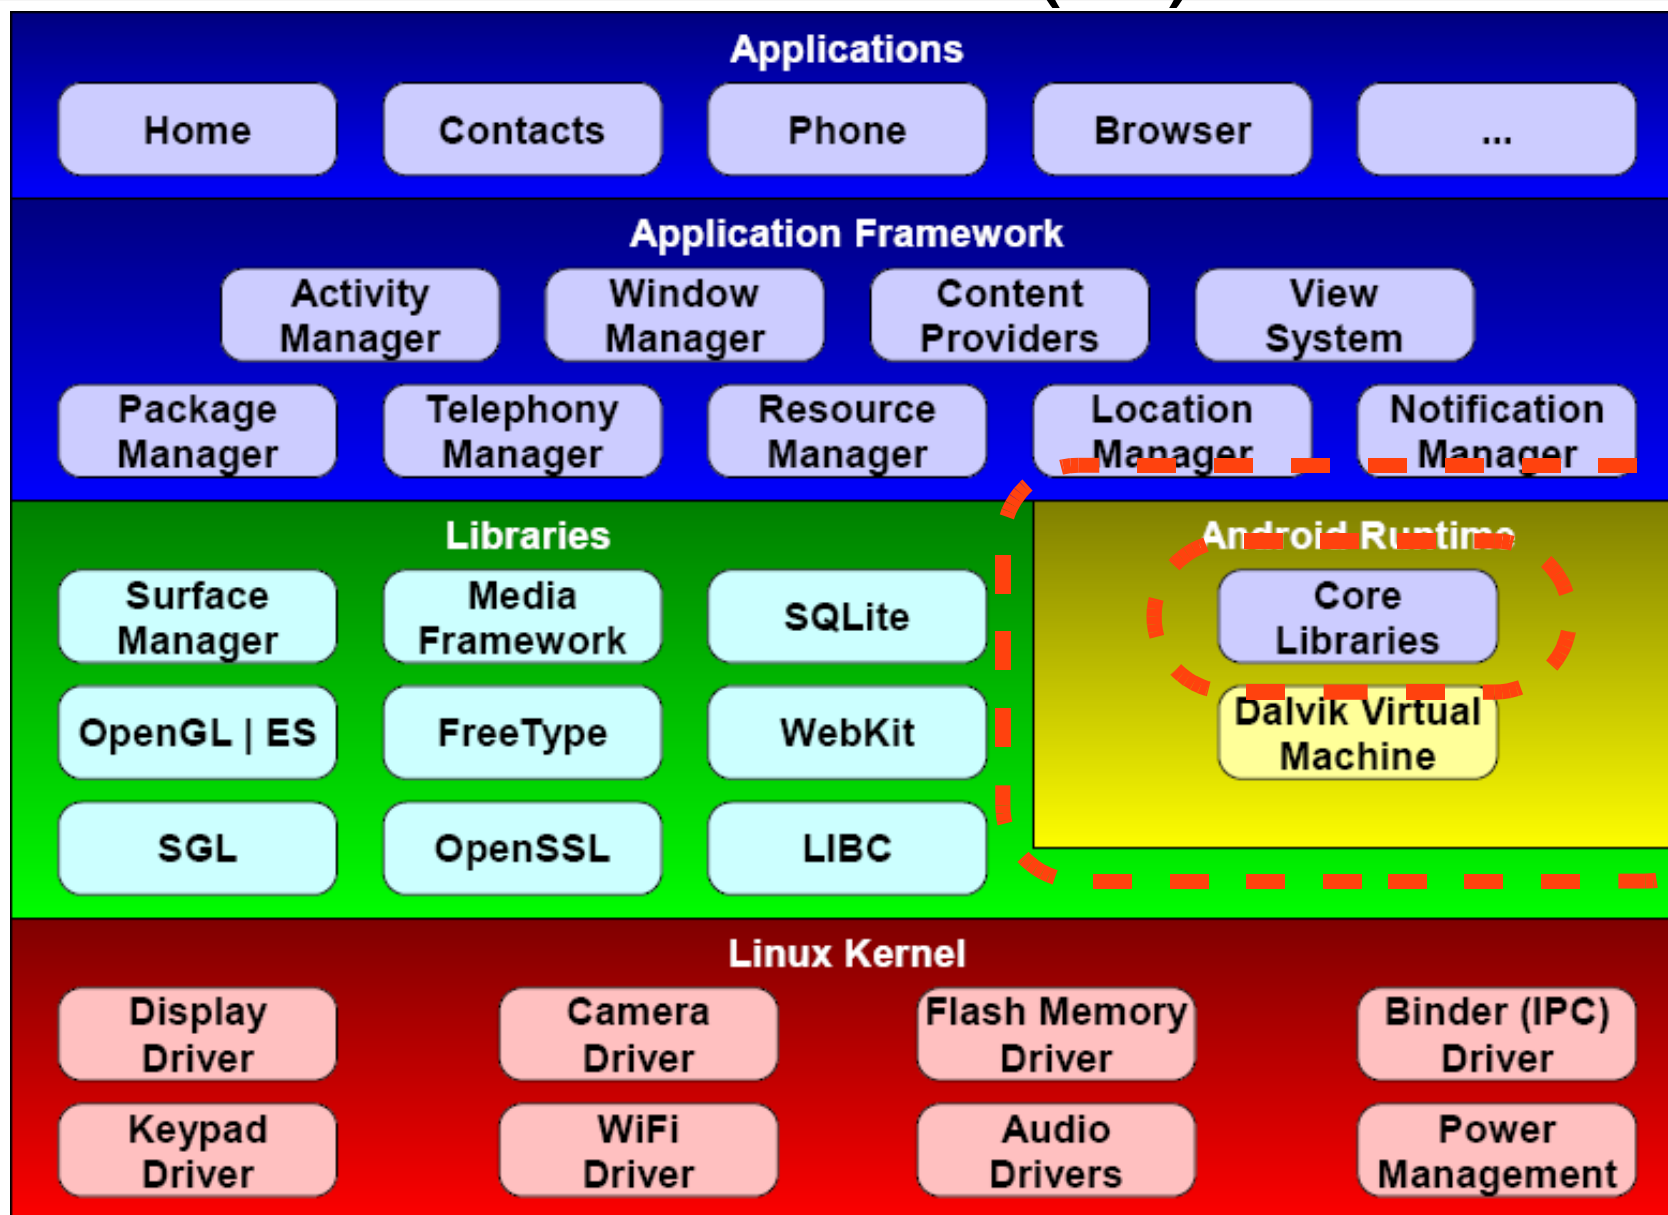 Applications
Home
Contacts
Phone
Browser
...
Application Framework
Activity
Manager
Window
Manager
Content
Providers
View
System
Package
Manager
Telephony
Manager
Resource
Manager
Location
Manager
Notification
Manager
Libraries
Surface
Manager
Media
Framework
SQLite
OpenGL | ES
FreeType
WebKit
SGL
OpenSSL
LIBC
Android Runtime
Core
Libraries
Dalvik Virtual
Machine
Linux Kernel
Display
Driver
Camera
Driver
Flash Memory
Driver
Binder (IPC)
Driver
Keypad
Driver
WiFi
Driver
Audio
Drivers
Power
Management